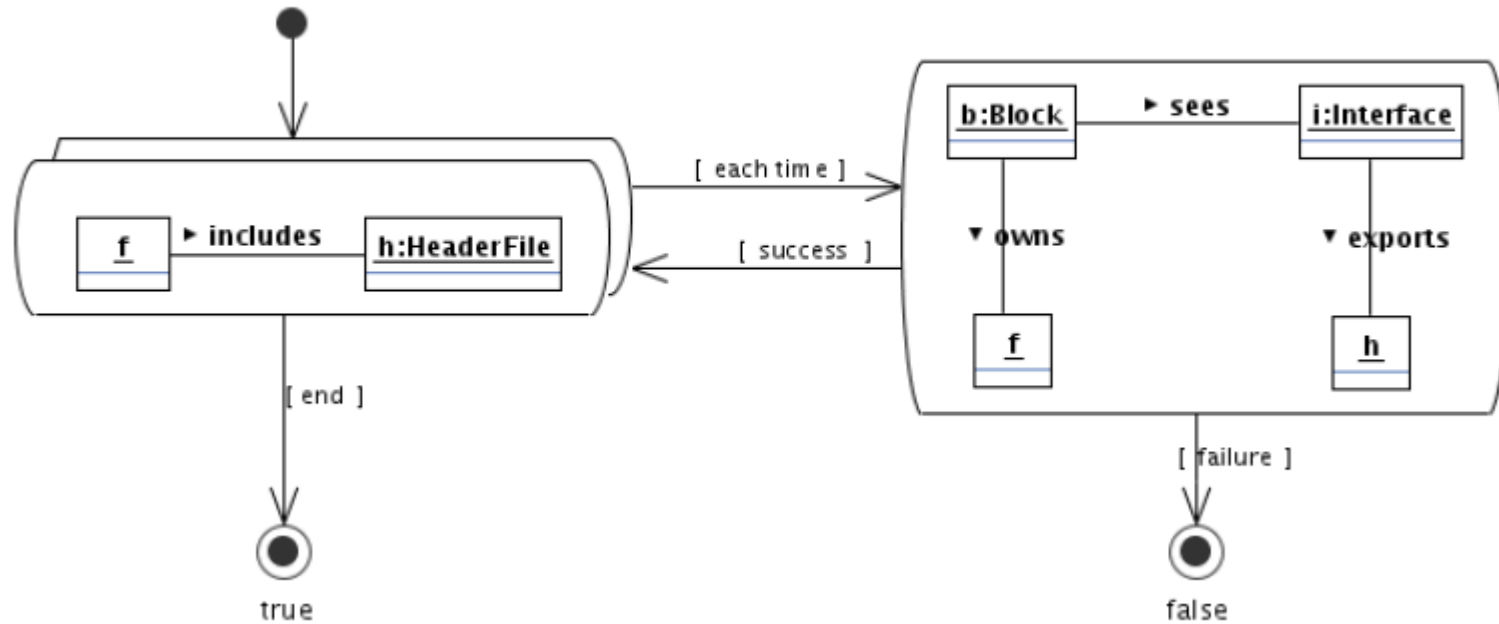 b:Block
► sees
i:Interface
[ each time ]
f
► includes
h:HeaderFile
▼ owns
▼ exports
[ success ]
f
h
[ end ]
[ failure ]
true
false